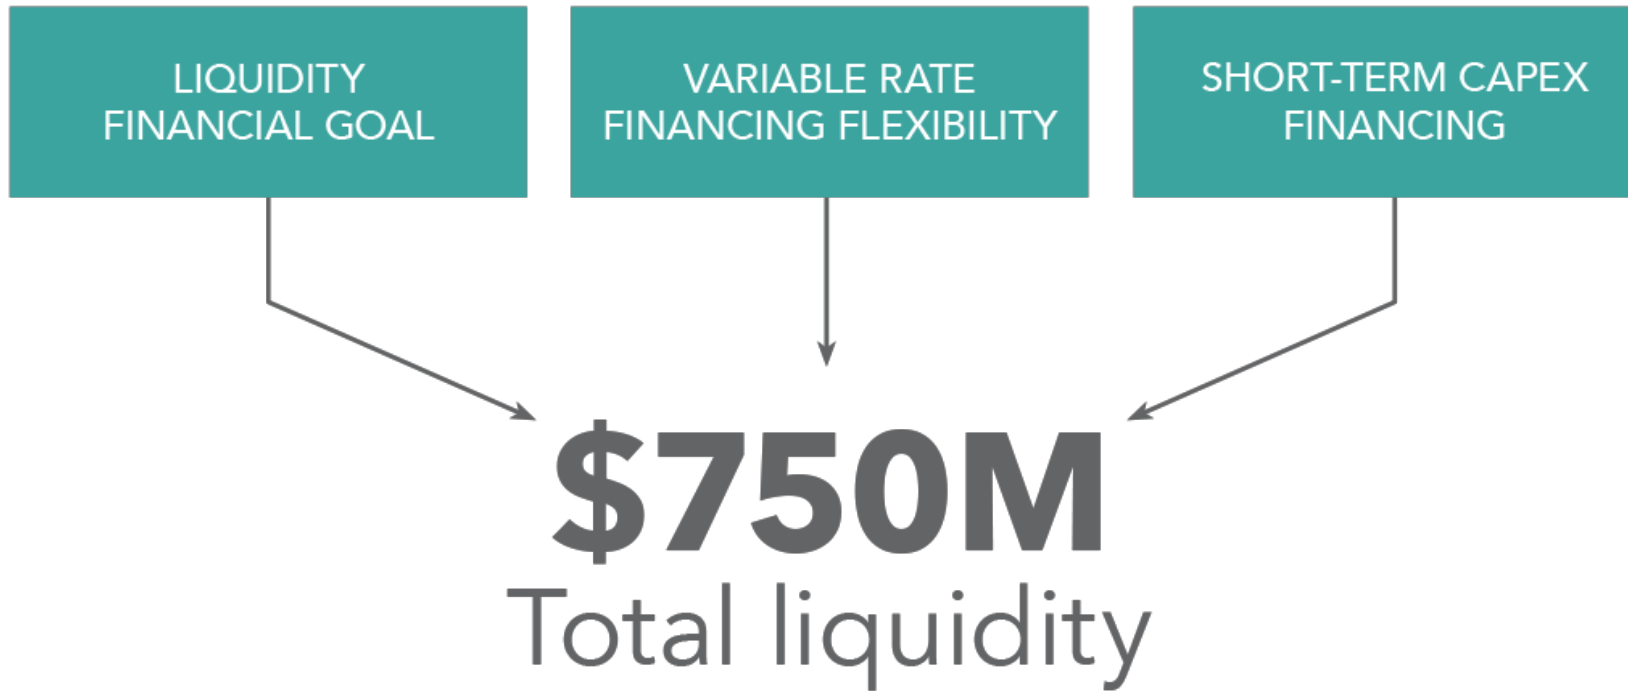 LIQUIDITY
FINANCIAL GOAL
VARIABLE RATE
FINANCING FLEXIBILITY
SHORT-TERM CAPEX
FINANCING
$750M
Total liquidity